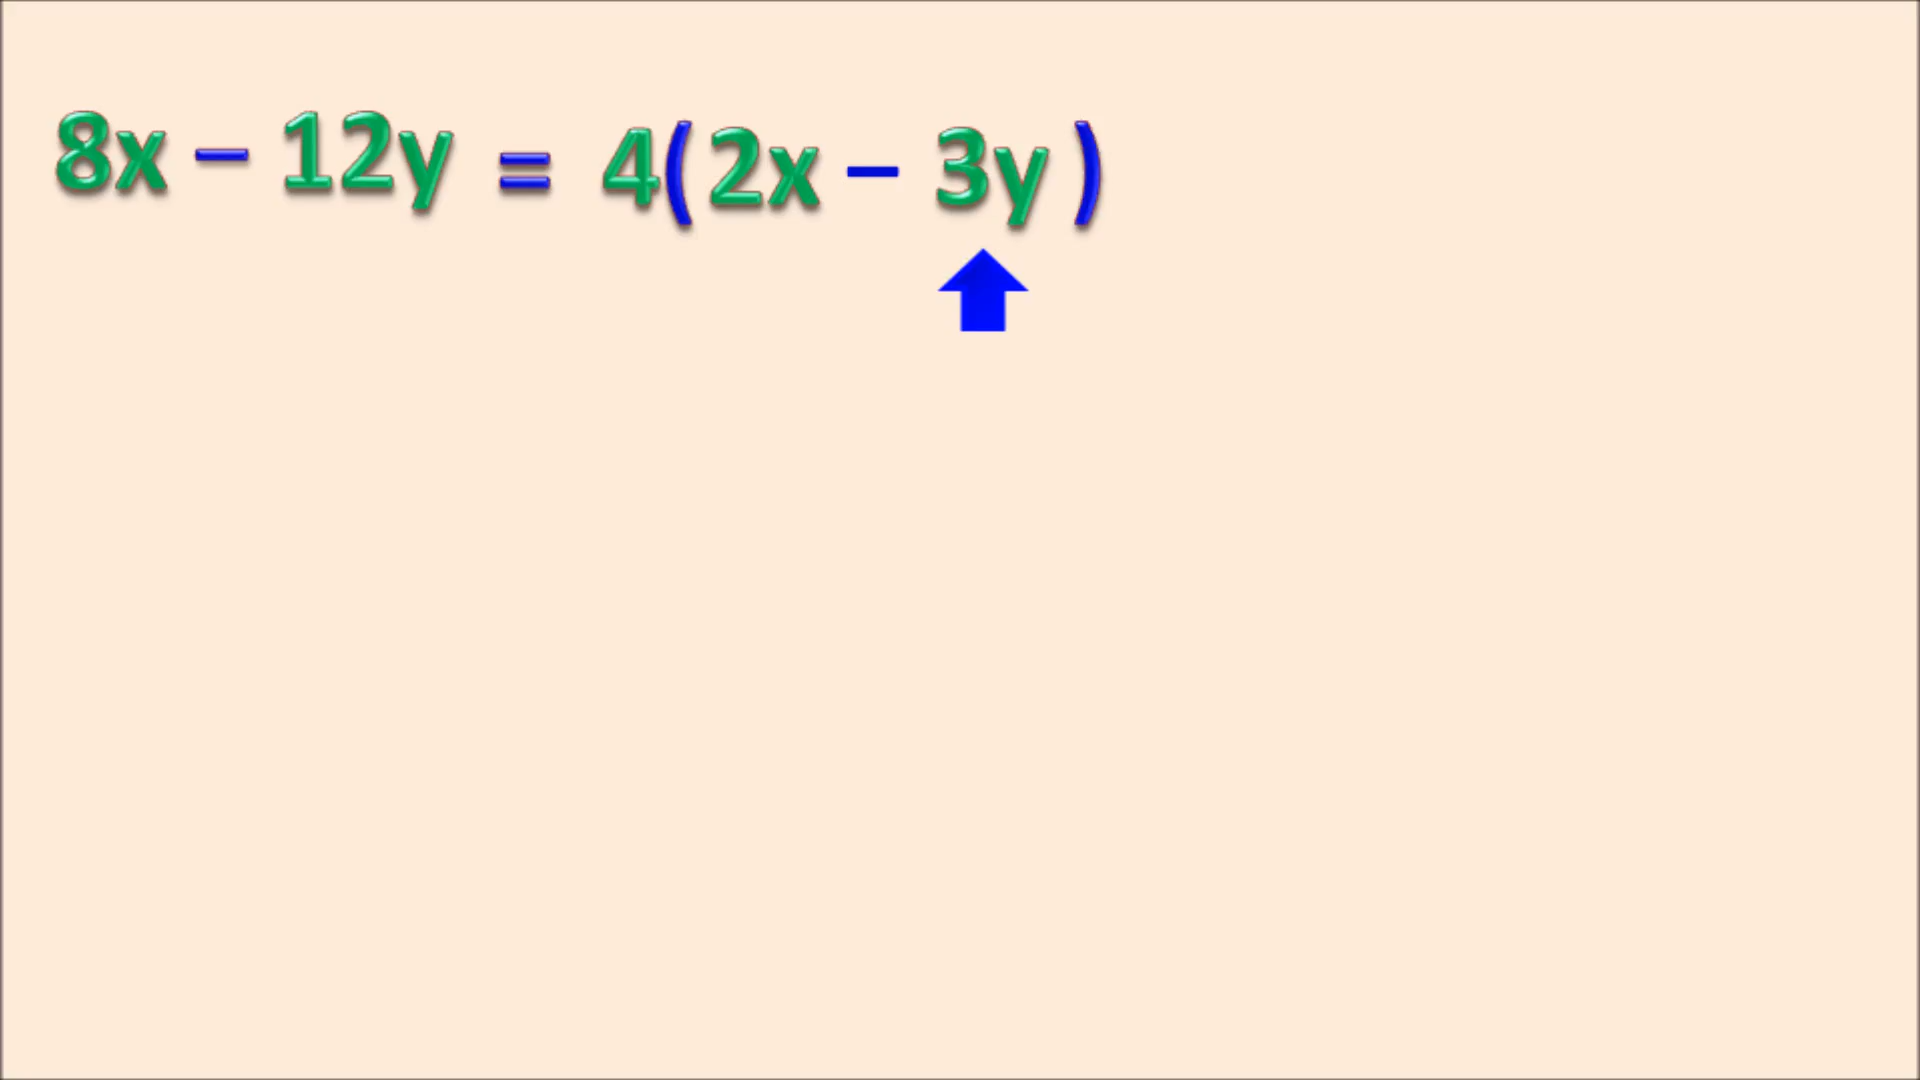 8x – 12y = 4( 2x – 3y )